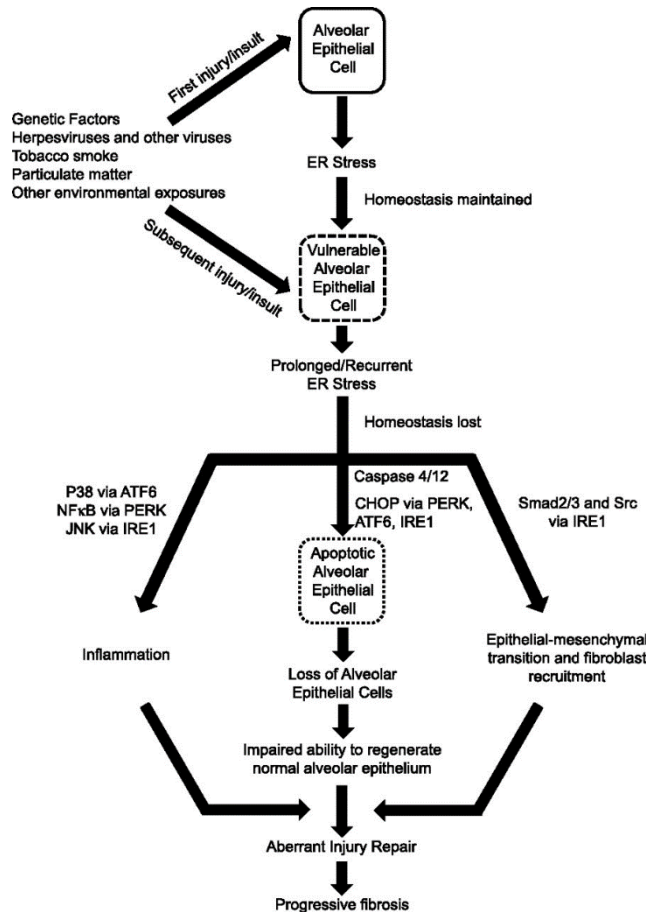 Alveolar
Epithelial
Cell
First injury/insult
Genetic Factors
Herpesviruses and other viruses
Tobacco smoke
Particulate matter
Other environmental exposures
ER Stress
Homeostasis maintained
Subsequent injury/insult
Vulnerable
Alveolar
Epithelial
Cell
Prolonged/Recurrent
ER Stress
Homeostasis lost
P38 via ATF6
NFκB via PERK
JNK via IRE1
Caspase 4/12
CHOP via PERK,
ATF6, IRE1
Smad2/3 and Src
via IRE1
Apoptotic
Alveolar
Epithelial
Cell
Inflammation
Epithelial-mesenchymal
transition and fibroblast
recruitment
Loss of Alveolar
Epithelial Cells
Impaired ability to regenerate
normal alveolar epithelium
Aberrant Injury Repair
Progressive fibrosis